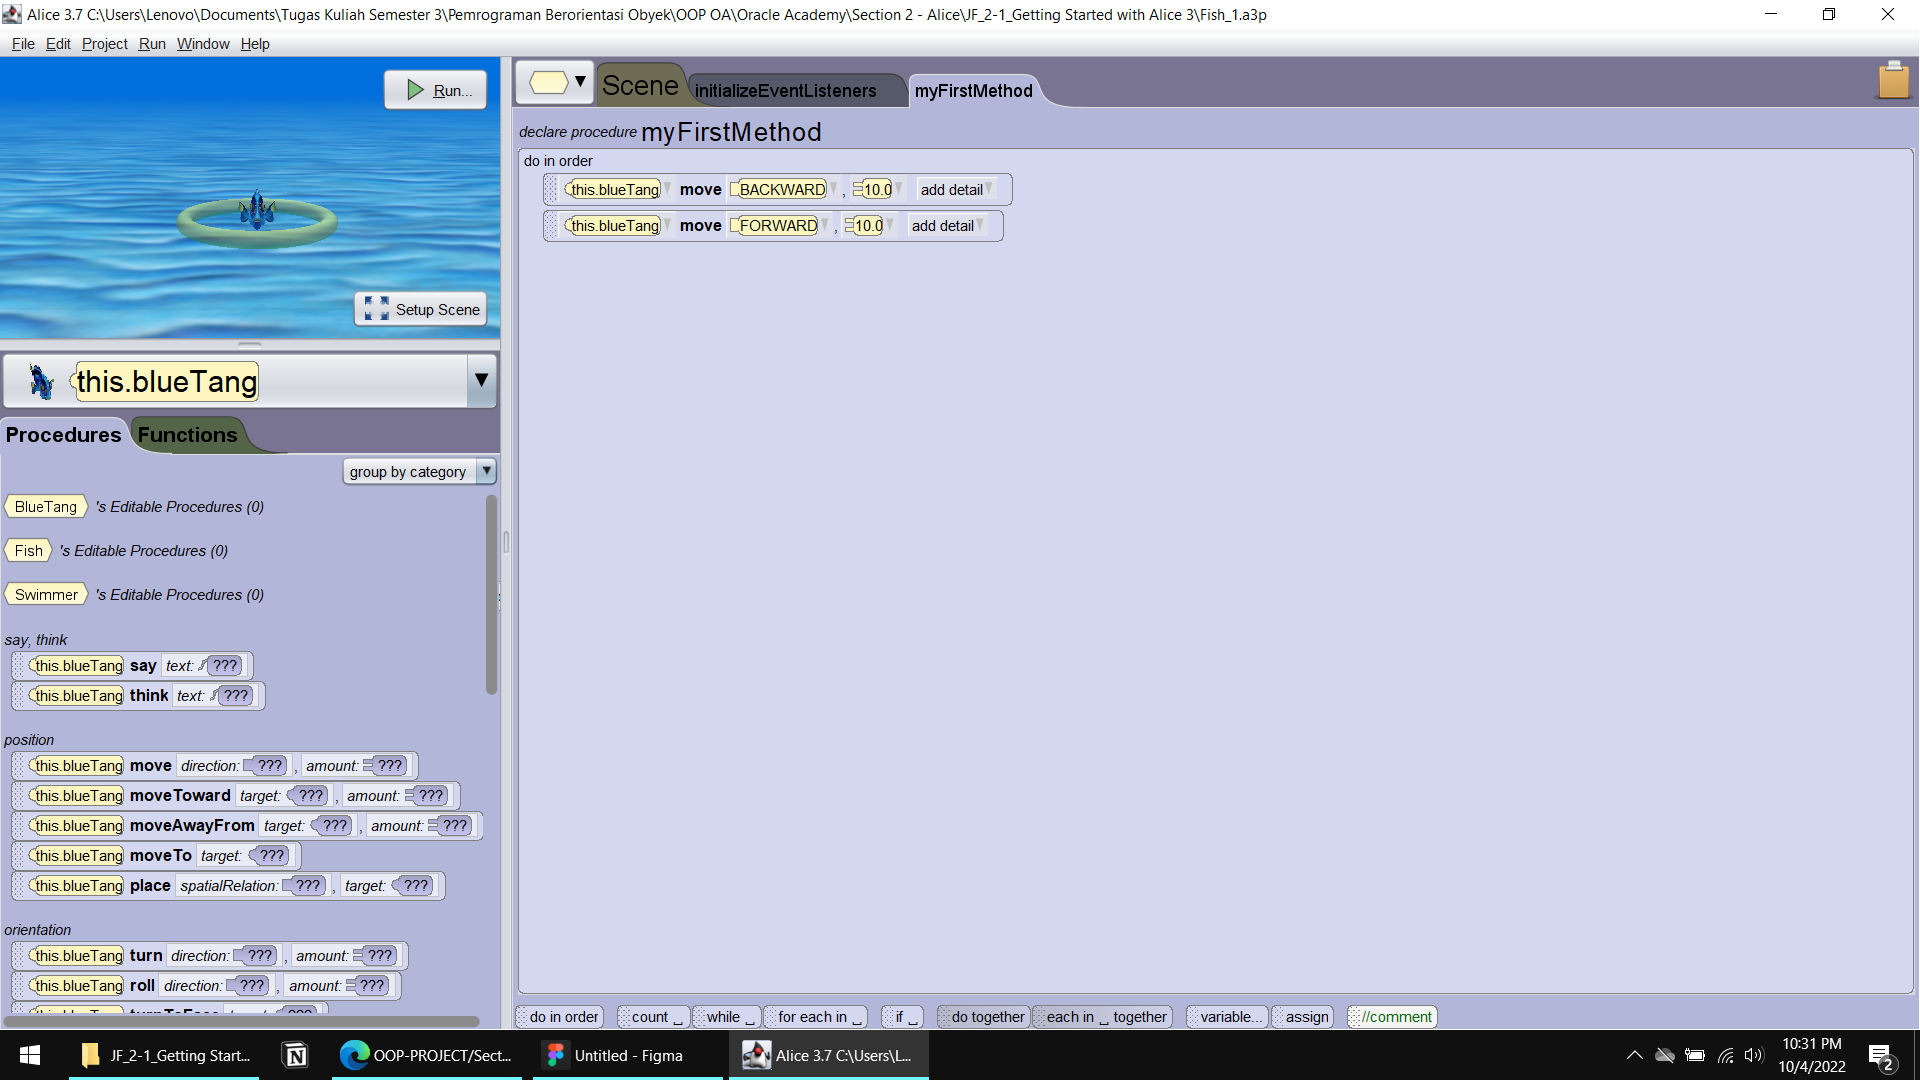 Alice 3.7 C:\Users\Lenovo\Documents\Tugas Kuliah Semester 3\Pemrograman Berorientasi Obyek\OOP OA\Oracle Academy\Section 2 - Alice\JF_2-1_Getting Started with Alice 3\Fish_1.a3p
File Edit Project Run Window Help
Run...
Setup Scene
this.blueTang
Procedures Functions
group by category
BlueTang 's Editable Procedures (0)
Fish 's Editable Procedures (0)
Swimmer 's Editable Procedures (0)
say, think
this.blueTang say text: ???
this.blueTang think text: ???
position
this.blueTang move direction: ??? , amount: ???
this.blueTang moveToward target: ??? , amount: ???
this.blueTang moveAwayFrom target: ??? , amount: ???
this.blueTang moveTo target: ???
this.blueTang place spatialRelation: ??? , target: ???
orientation
this.blueTang turn direction: ??? , amount: ???
this.blueTang roll direction: ??? , amount: ???
Scene initializeEventListeners myFirstMethod
declare procedure myFirstMethod
do in order
this.blueTang move BACKWARD , 10.0 add detail
this.blueTang move FORWARD , 10.0 add detail
do in order count while for each in if do together each in together variable... assign //comment
JF_2-1_Getting Start... OOP-PROJECT/Sect... Untitled - Figma Alice 3.7 C:\Users\L...
10:31 PM
10/4/2022
2